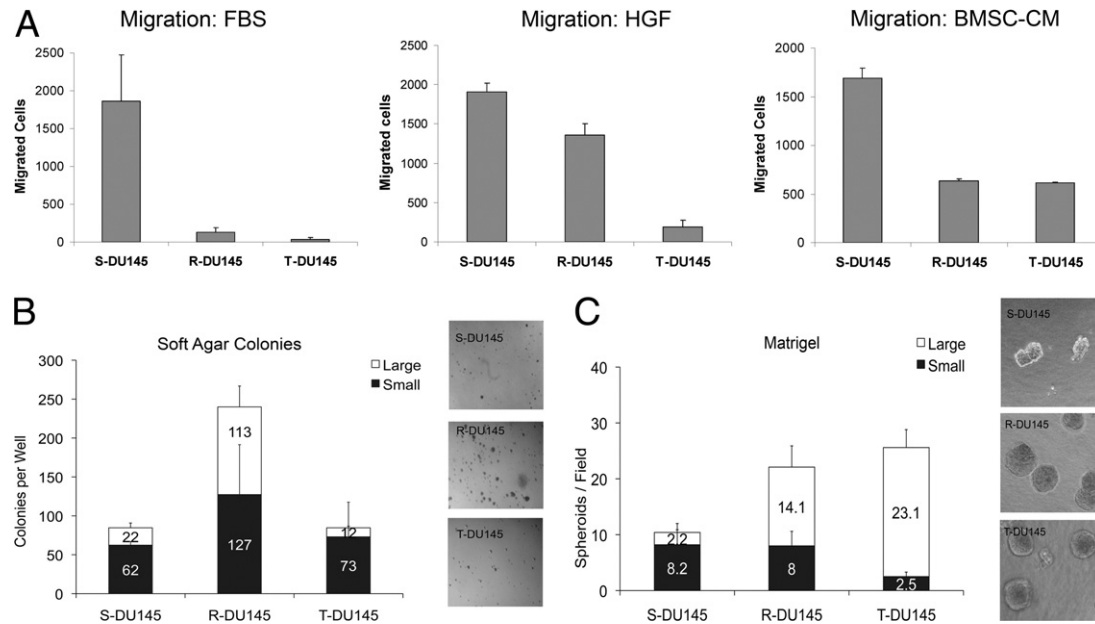 A
Migration: FBS
Migrated Cells
2500
2000
1500
1000
500
0
S-DU145 R-DU145 T-DU145
Migration: HGF
Migrated Cells
2500
2000
1500
1000
500
0
S-DU145 R-DU145 T-DU145
Migration: BMSC-CM
Migrated Cells
2000
1500
1000
500
0
S-DU145 R-DU145 T-DU145
B
Soft Agar Colonies
Large
Small
Colonies per Well
300
250
200
150
100
50
0
22
62
113
127
12
73
S-DU145 R-DU145 T-DU145
S-DU145
R-DU145
T-DU145
C
Matrigel
Large
Small
Spheroids / Field
40
30
20
10
0
2.2
8.2
14.1
8
23.1
2.5
S-DU145 R-DU145 T-DU145
S-DU145
R-DU145
T-DU145